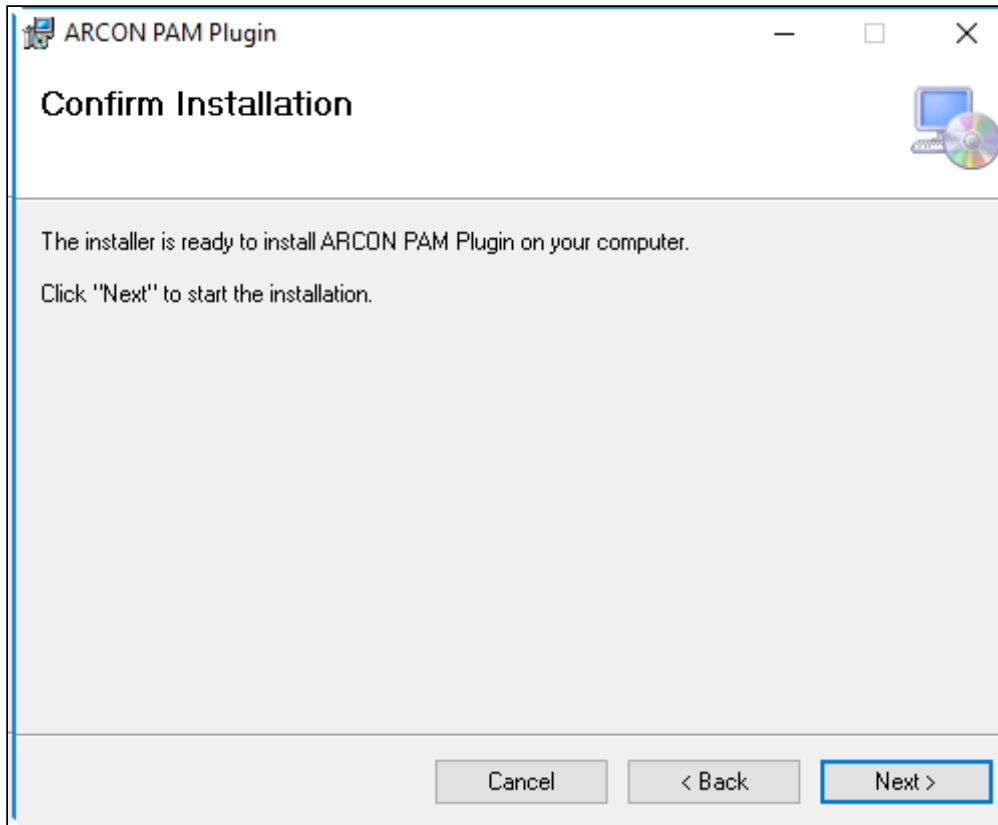 ARCON PAM Plugin
Confirm Installation
The installer is ready to install ARCON PAM Plugin on your computer.
Click "Next" to start the installation.
Cancel
< Back
Next >